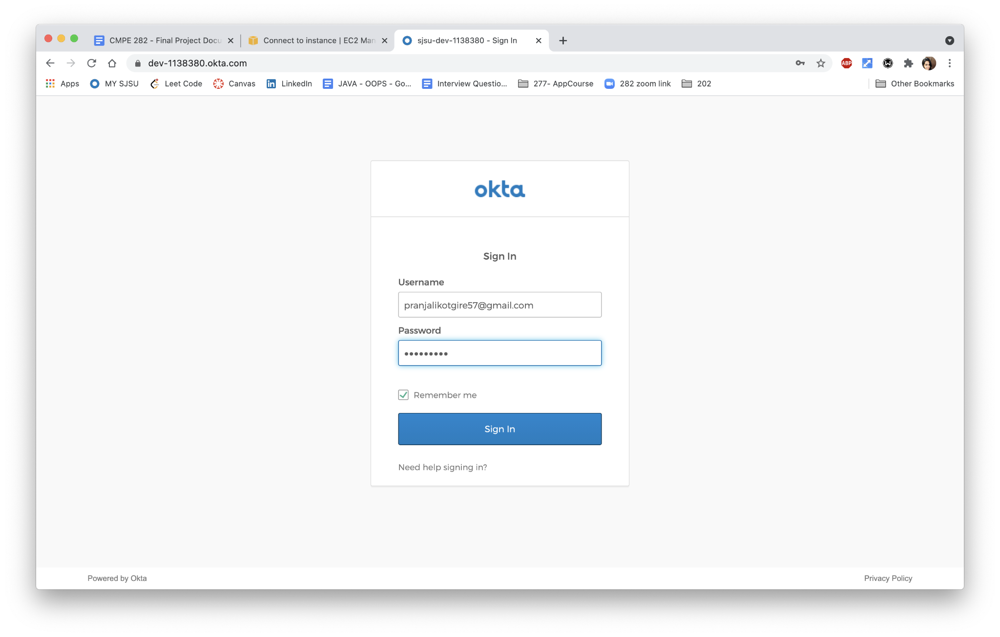 CMPE 282 - Final Project Docu
Connect to instance | EC2 Man
sjsu-dev-1138380 - Sign In
dev-1138380.okta.com
ABP
Apps
MY SJSU
Leet Code
Canvas
in LinkedIn
JAVA - OOPS - Go...
Interview Questio...
277- AppCourse
282 zoom link
202
Other Bookmarks
okta
Sign In
Username
pranjalikotgire57@gmail.com
Password
Remember me
Sign In
Need help signing in?
Powered by Okta
Privacy Policy